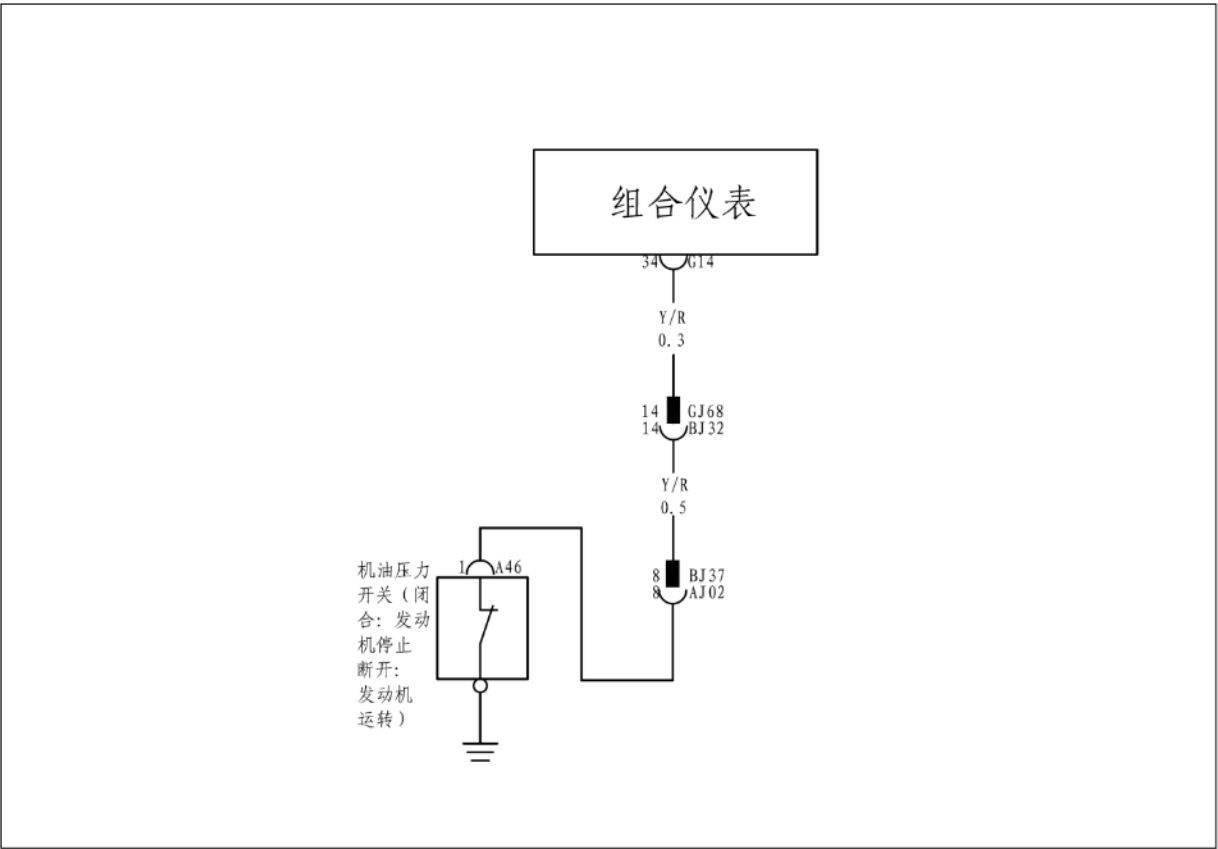 组合仪表
34 G14
Y/R
0.3
14 GJ68
14 BJ32
Y/R
0.5
8 BJ37
8 AJ02
1 A46
机油压力
开关（闭
合：发动
机停止
断开：
发动机
运转）